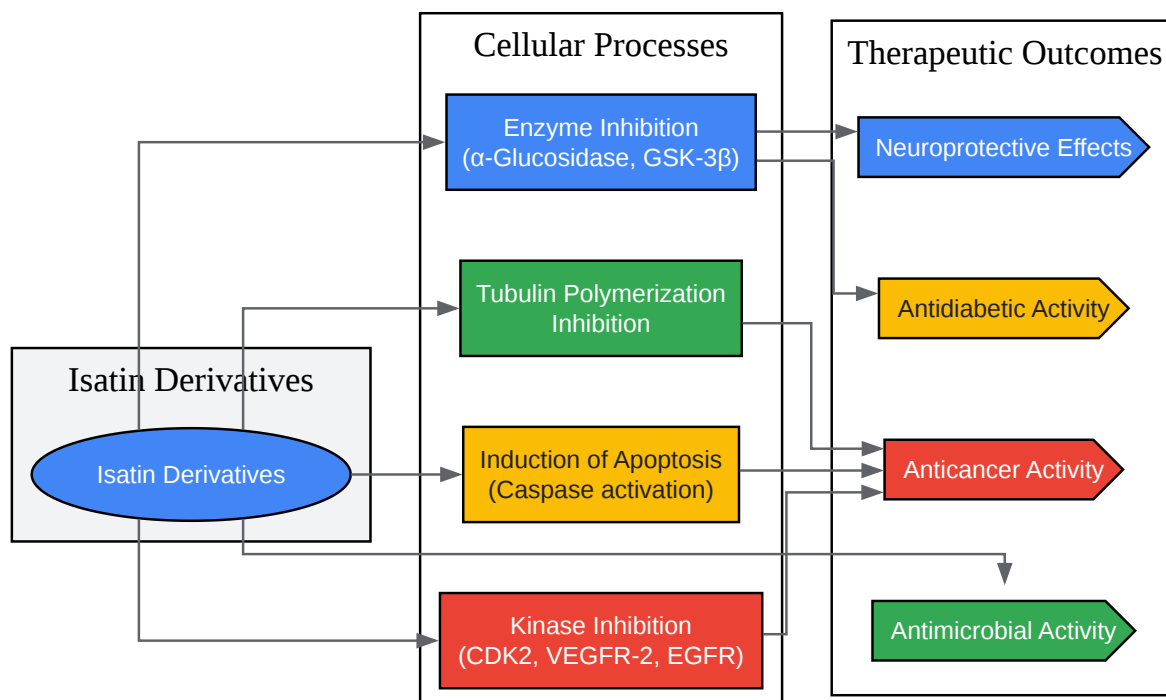 Isatin Derivatives
Isatin Derivatives
Cellular Processes
Enzyme Inhibition
(α-Glucosidase, GSK-3β)
Tubulin Polymerization
Inhibition
Induction of Apoptosis
(Caspase activation)
Kinase Inhibition
(CDK2, VEGFR-2, EGFR)
Therapeutic Outcomes
Neuroprotective Effects
Antidiabetic Activity
Anticancer Activity
Antimicrobial Activity